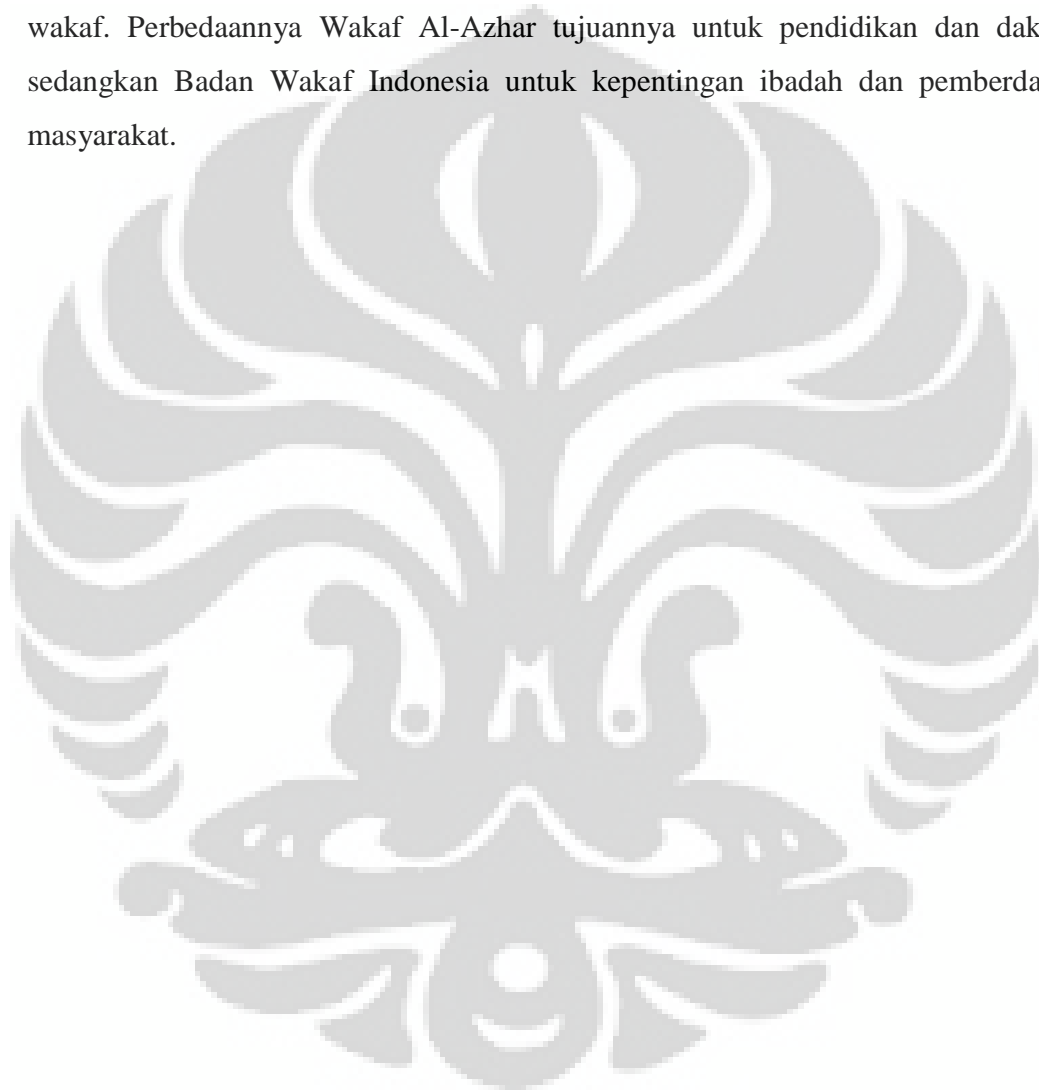 wakaf. Perbedaannya Wakaf Al-Azhar tujuannya untuk pendidikan dan dak
sedangkan Badan Wakaf Indonesia untuk kepentingan ibadah dan pemberda
masyarakat.